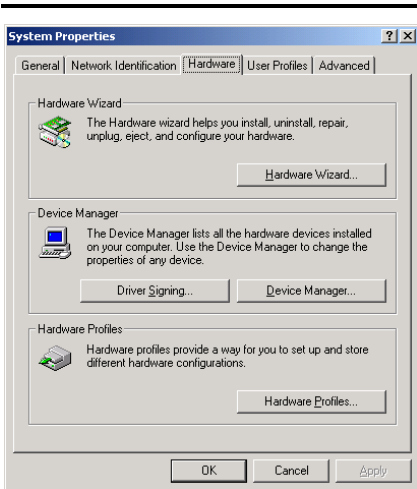 System Properties
General Network Identification Hardware User Profiles Advanced
Hardware Wizard
The Hardware wizard helps you install, uninstall, repair,
unplug, eject, and configure your hardware.
Hardware Wizard...
Device Manager
The Device Manager lists all the hardware devices installed
on your computer. Use the Device Manager to change the
properties of any device.
Driver Signing... Device Manager...
Hardware Profiles
Hardware profiles provide a way for you to set up and store
different hardware configurations.
Hardware Profiles...
OK Cancel Apply